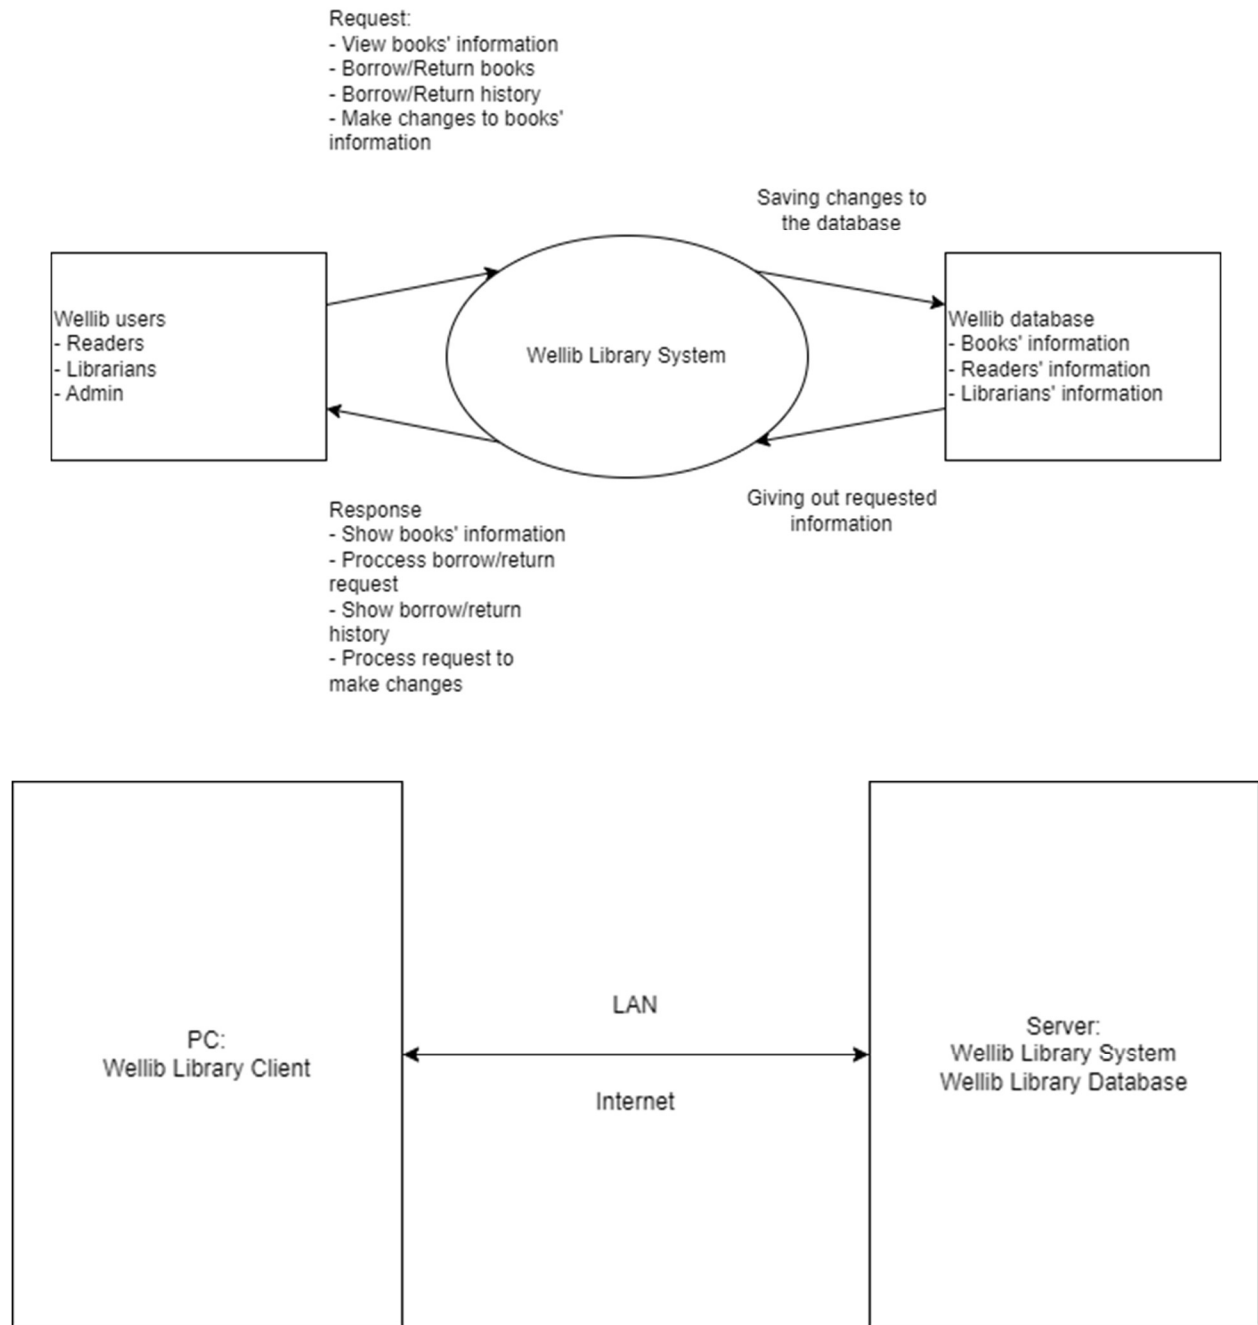 Request:
- View books' information
- Borrow/Return books
- Borrow/Return history
- Make changes to books'
information
Saving changes to
the database
Wellib users
- Readers
- Librarians
- Admin
Wellib Library System
Wellib database
- Books' information
- Readers' information
- Librarians' information
Response
- Show books' information
- Proccess borrow/return
request
- Show borrow/return
history
- Process request to
make changes
Giving out requested
information
PC:
Wellib Library Client
LAN
Internet
Server:
Wellib Library System
Wellib Library Database